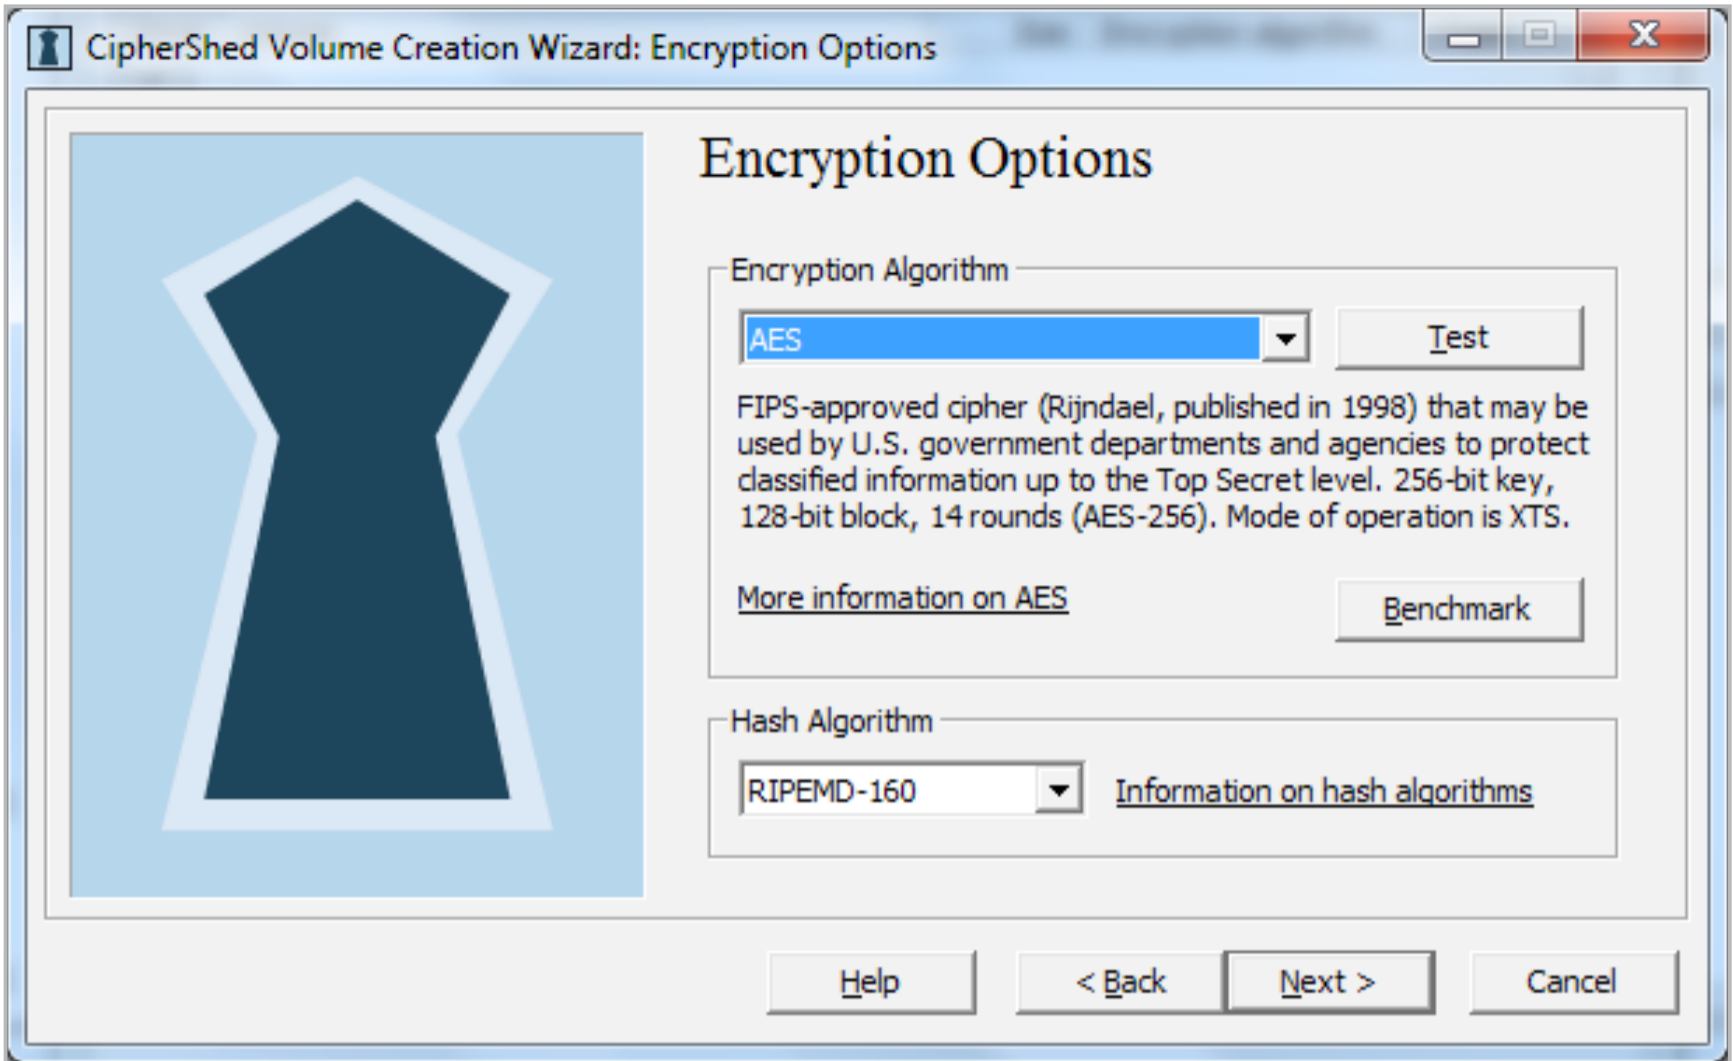 CipherShed Volume Creation Wizard: Encryption Options
Encryption Options
Encryption Algorithm
AES
Test
FIPS-approved cipher (Rijndael, published in 1998) that may be
used by U.S. government departments and agencies to protect
classified information up to the Top Secret level. 256-bit key,
128-bit block, 14 rounds (AES-256). Mode of operation is XTS.
More information on AES
Benchmark
Hash Algorithm
RIPEMD-160
Information on hash algorithms
Help
< Back
Next >
Cancel